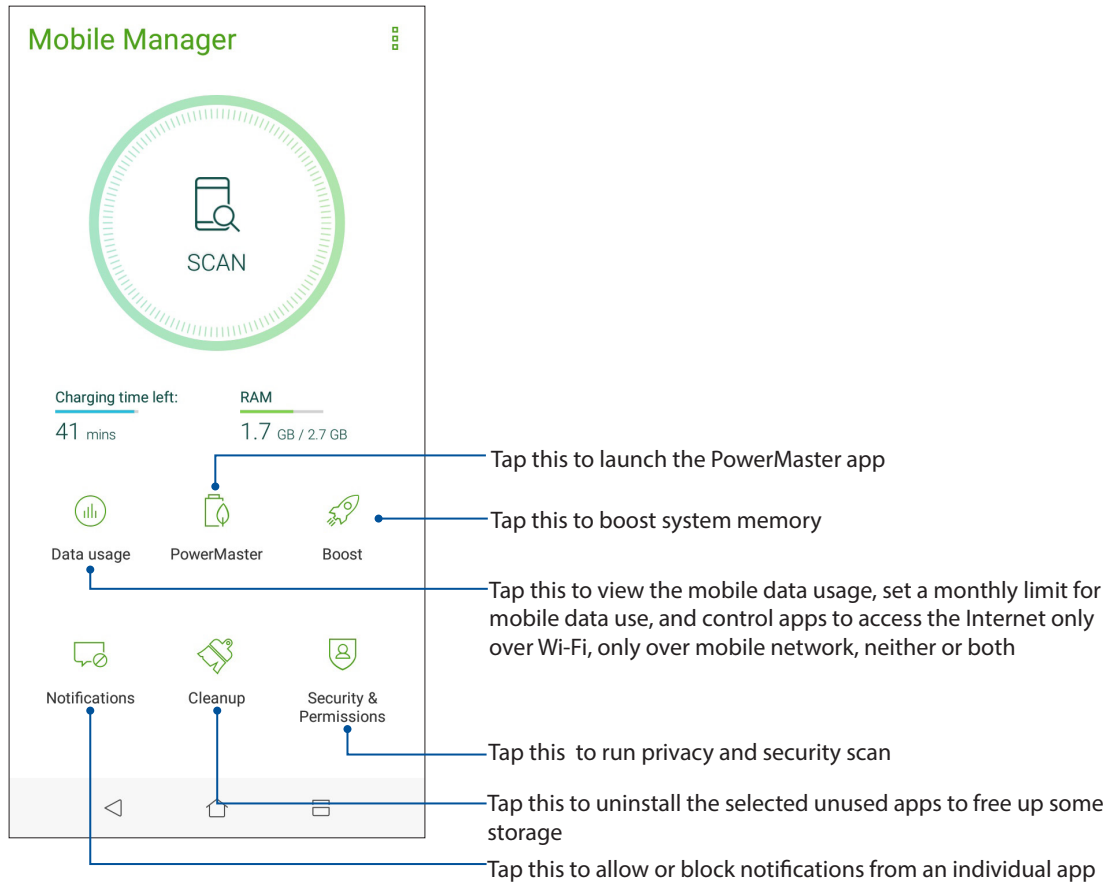 Mobile Manager
SCAN
Charging time left:
41 mins
RAM
1.7 GB / 2.7 GB
Tap this to launch the PowerMaster app
Tap this to boost system memory
Data usage
PowerMaster
Boost
Tap this to view the mobile data usage, set a monthly limit for
mobile data use, and control apps to access the Internet only
over Wi-Fi, only over mobile network, neither or both
Notifications
Cleanup
Security &
Permissions
Tap this  to run privacy and security scan
Tap this to uninstall the selected unused apps to free up some
storage
Tap this to allow or block notifications from an individual app